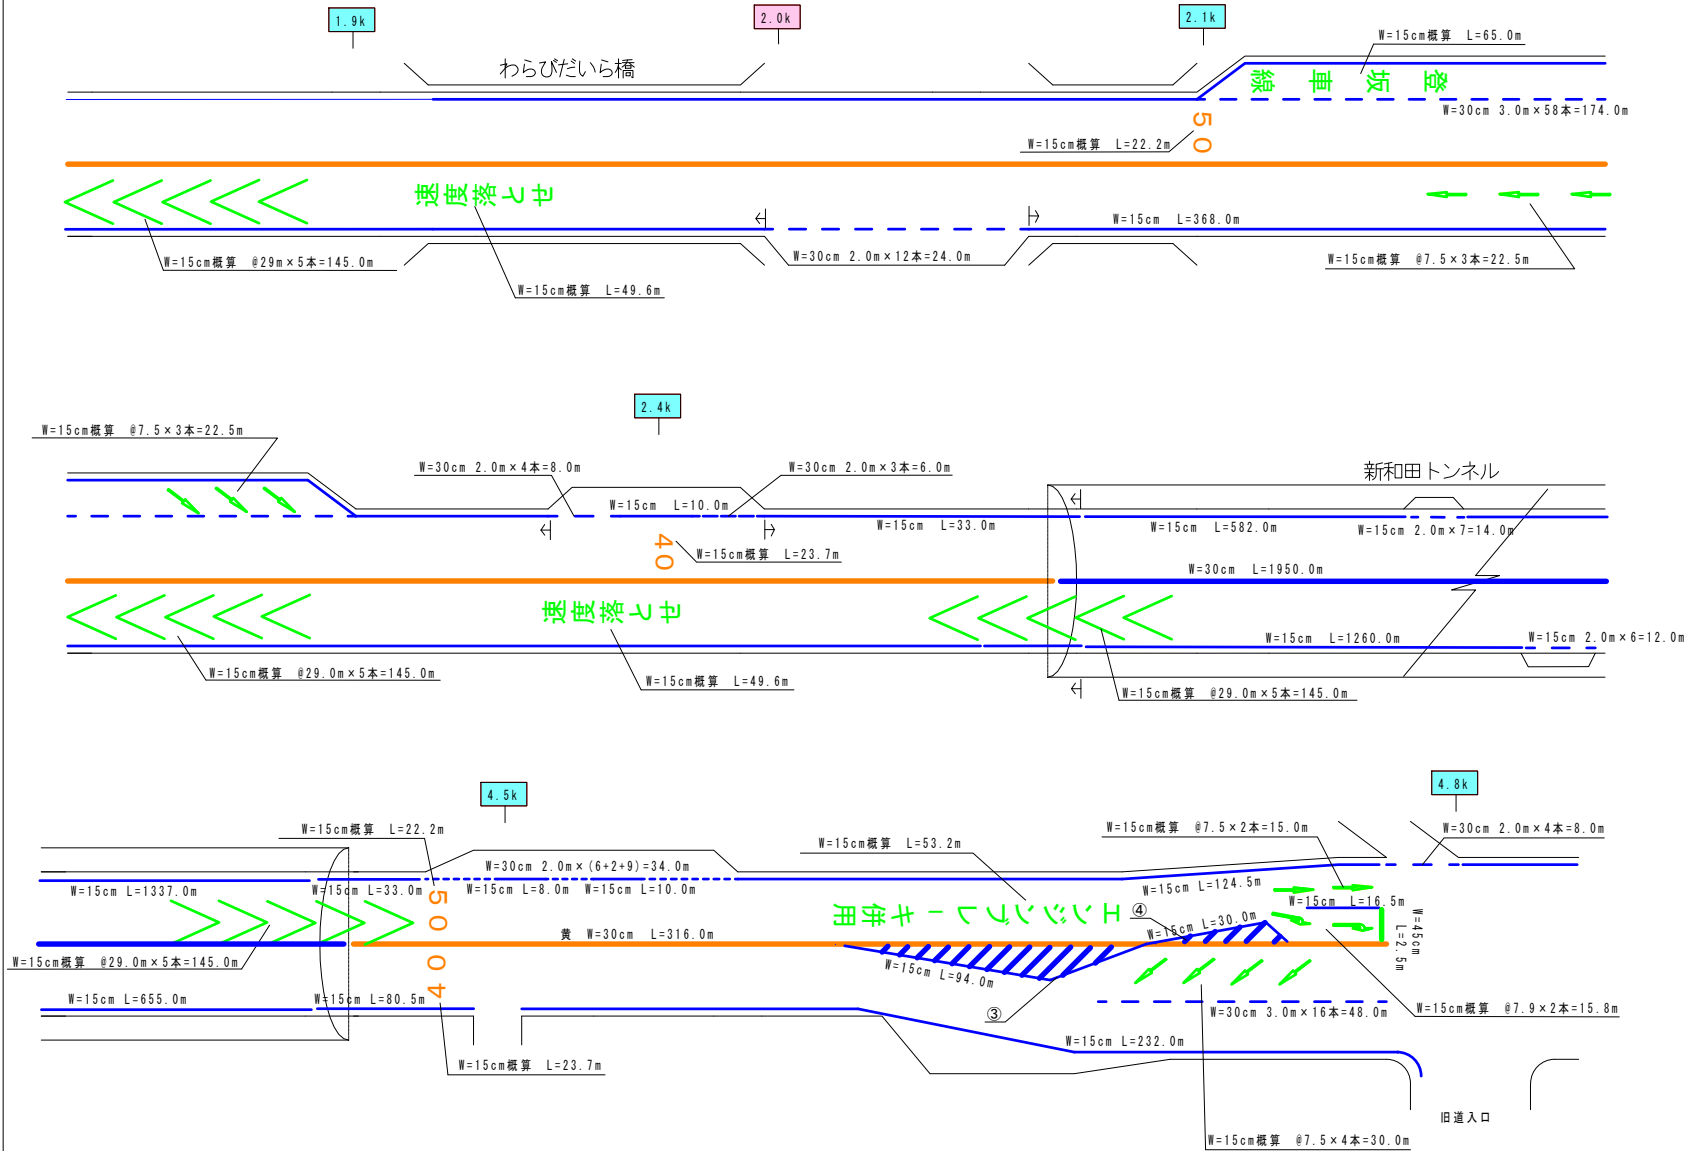 1.9k
2.0k
2.1k
W=15cm概算 L=65.0m
わらびだいら橋
登坂車線
W=30cm 3.0m×58本=174.0m
50
W=15cm概算 L=22.2m
速度落とせ
W=15cm L=368.0m
W=30cm 2.0m×12本=24.0m
W=15cm概算 @29m×5本=145.0m
W=15cm概算 @7.5×3本=22.5m
W=15cm概算 L=49.6m
2.4k
W=15cm概算 @7.5×3本=22.5m
W=30cm 2.0m×4本=8.0m
W=30cm 2.0m×3本=6.0m
新和田トンネル
W=15cm L=10.0m
W=15cm L=33.0m
W=15cm L=582.0m
W=15cm 2.0m×7=14.0m
40
W=15cm概算 L=23.7m
W=30cm L=1950.0m
速度落とせ
W=15cm L=1260.0m
W=15cm 2.0m×6=12.0m
W=15cm概算 @29.0m×5本=145.0m
W=15cm概算 L=49.6m
W=15cm概算 @29.0m×5本=145.0m
4.5k
4.8k
W=15cm概算 L=22.2m
W=15cm概算 L=53.2m
W=15cm概算 @7.5×2本=15.0m
W=30cm 2.0m×4本=8.0m
W=30cm 2.0m×(6+2+9)=34.0m
W=15cm L=1337.0m
W=15cm L=33.0m
W=15cm L=8.0m
W=15cm L=10.0m
W=15cm L=124.5m
W=15cm L=16.5m
50
エンジンブレーキ併用
④
W=15cm L=30.0m
W=45cm
L=2.5m
黄 W=30cm L=316.0m
W=15cm概算 @29.0m×5本=145.0m
40
W=15cm L=94.0m
W=15cm L=655.0m
W=15cm L=80.5m
③
W=30cm 3.0m×16本=48.0m
W=15cm概算 @7.9×2本=15.8m
W=15cm L=232.0m
W=15cm概算 L=23.7m
旧道入口
W=15cm概算 @7.5×4本=30.0m